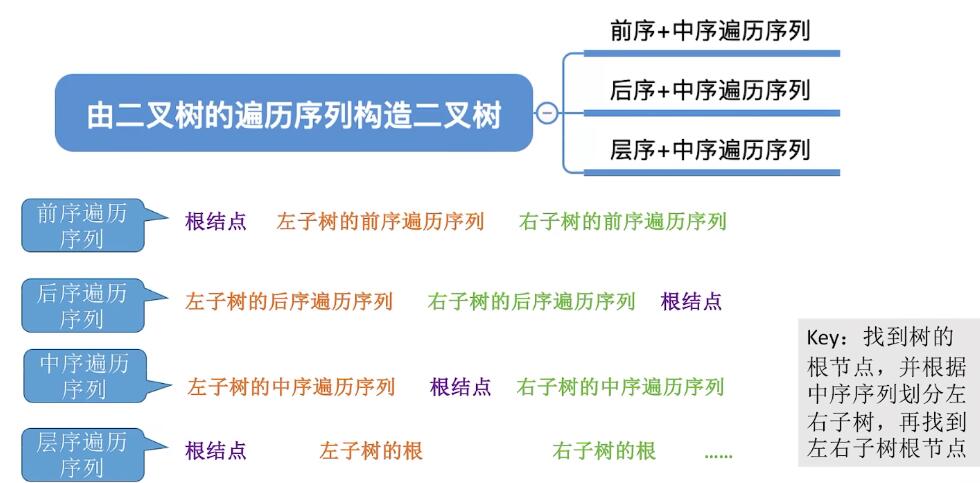 前序+中序遍历序列
由二叉树的遍历序列构造二叉树
后序+中序遍历序列
层序+中序遍历序列
前序遍历
序列
根结点 左子树的前序遍历序列 右子树的前序遍历序列
后序遍历
序列
左子树的后序遍历序列 右子树的后序遍历序列 根结点
中序遍历
序列
左子树的中序遍历序列 根结点 右子树的中序遍历序列
层序遍历
序列
根结点 左子树的根 右子树的根 ……
Key：找到树的
根节点，并根据
中序序列划分左
右子树，再找到
左右子树根节点